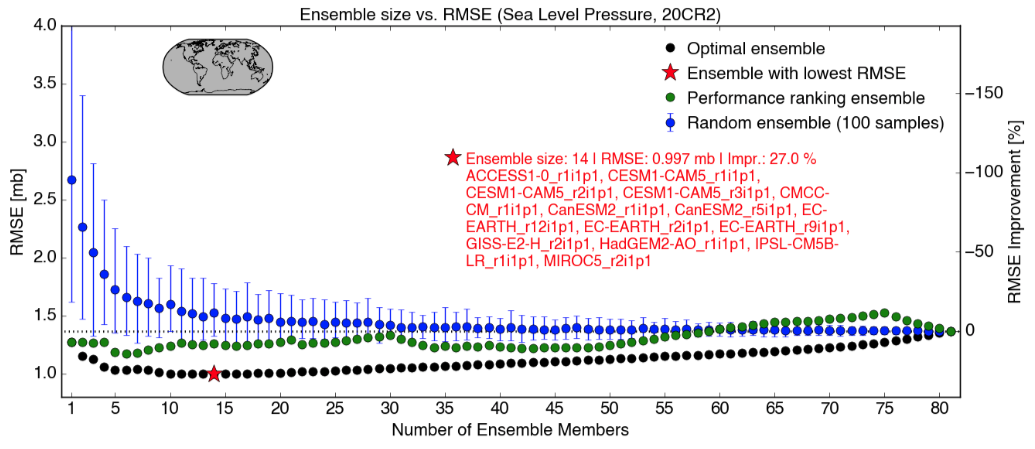 Ensemble size vs. RMSE (Sea Level Pressure, 20CR2)
4.0
3.5
3.0
2.5
2.0
1.5
1.0
RMSE [mb]
Optimal ensemble
Ensemble with lowest RMSE
Performance ranking ensemble
Random ensemble (100 samples)
Ensemble size: 14 I RMSE: 0.997 mb I Impr.: 27.0 %
ACCESS1-0_r1i1p1, CESM1-CAM5_r1i1p1,
CESM1-CAM5_r2i1p1, CESM1-CAM5_r3i1p1, CMCC-
CM_r1i1p1, CanESM2_r1i1p1, CanESM2_r5i1p1, EC-
EARTH_r12i1p1, EC-EARTH_r2i1p1, EC-EARTH_r9i1p1,
GISS-E2-H_r2i1p1, HadGEM2-AO_r1i1p1, IPSL-CM5B-
LR_r1i1p1, MIROC5_r2i1p1
−150
−100
−50
0
RMSE Improvement [%]
1 5 10 15 20 25 30 35 40 45 50 55 60 65 70 75 80
Number of Ensemble Members